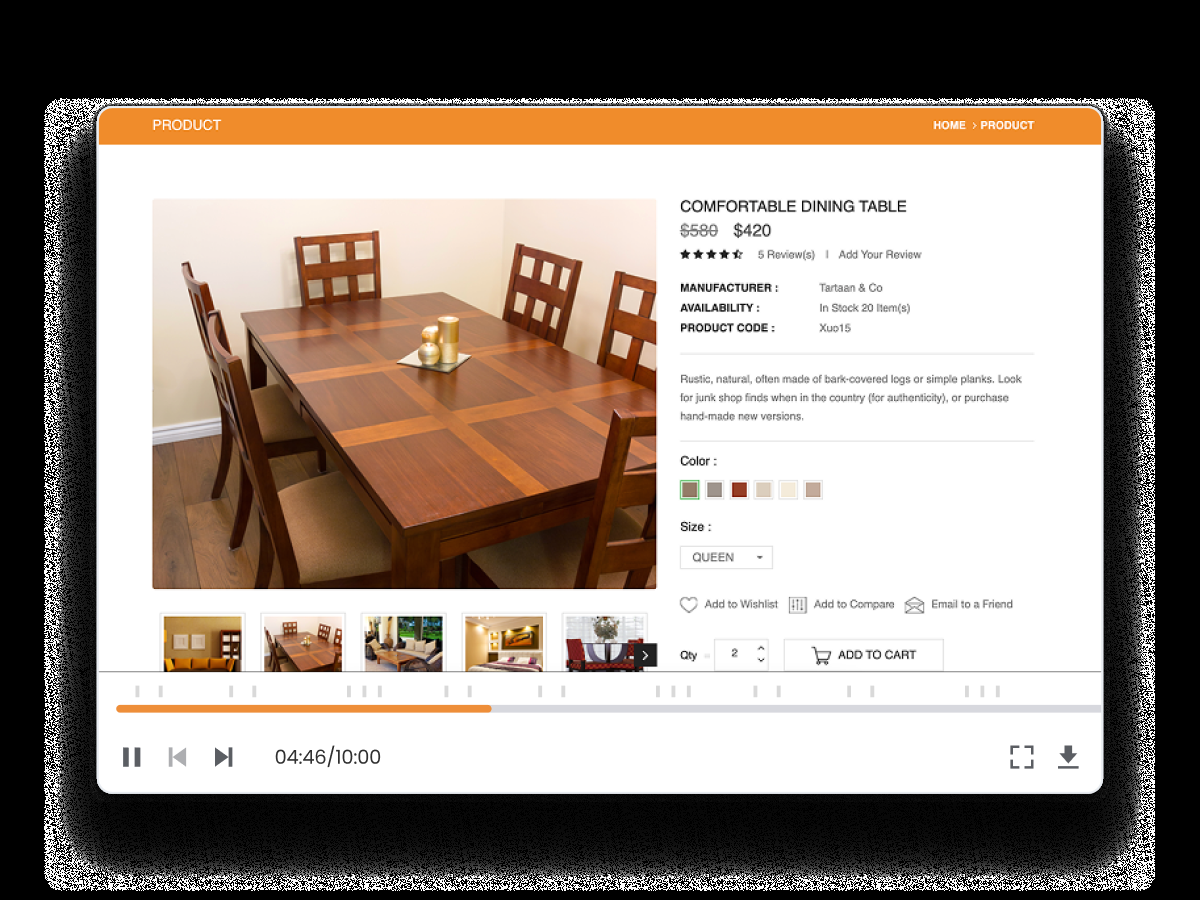 PRODUCT
HOME > PRODUCT
COMFORTABLE DINING TABLE
$580 $420
5 Review(s) | Add Your Review
MANUFACTURER : Tartaan & Co
AVAILABILITY : In Stock 20 Item(s)
PRODUCT CODE : Xuo15
Rustic, natural, often made of bark-covered logs or simple planks. Look
for junk shop finds when in the country (for authenticity), or purchase
hand-made new versions.
Color :
Size :
QUEEN
Add to Wishlist Add to Compare Email to a Friend
Qty 2 ADD TO CART
04:46/10:00